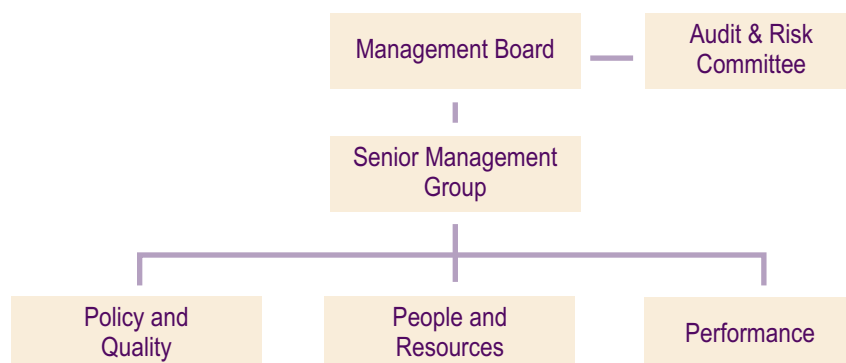 Management Board
Audit & Risk
Committee
Senior Management
Group
Policy and
Quality
People and
Resources
Performance